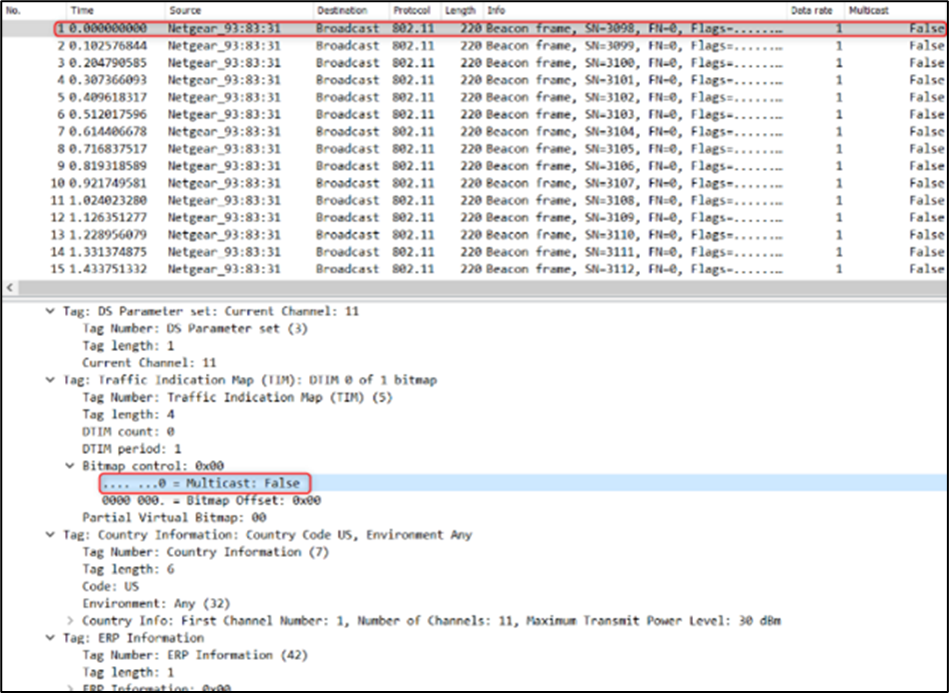 No. Time Source Destination Protocol Length Info Data rate Multicast
1 0.000000000 Netgear_93:83:31 Broadcast 802.11 220 Beacon frame, SN=3098, FN=0, Flags=........ 1 False
2 0.102576844 Netgear_93:83:31 Broadcast 802.11 220 Beacon frame, SN=3099, FN=0, Flags=........ 1 False
3 0.204790585 Netgear_93:83:31 Broadcast 802.11 220 Beacon frame, SN=3100, FN=0, Flags=........ 1 False
4 0.307366093 Netgear_93:83:31 Broadcast 802.11 220 Beacon frame, SN=3101, FN=0, Flags=........ 1 False
5 0.409618317 Netgear_93:83:31 Broadcast 802.11 220 Beacon frame, SN=3102, FN=0, Flags=........ 1 False
6 0.512017596 Netgear_93:83:31 Broadcast 802.11 220 Beacon frame, SN=3103, FN=0, Flags=........ 1 False
7 0.614406678 Netgear_93:83:31 Broadcast 802.11 220 Beacon frame, SN=3104, FN=0, Flags=........ 1 False
8 0.716837517 Netgear_93:83:31 Broadcast 802.11 220 Beacon frame, SN=3105, FN=0, Flags=........ 1 False
9 0.819318589 Netgear_93:83:31 Broadcast 802.11 220 Beacon frame, SN=3106, FN=0, Flags=........ 1 False
10 0.921749581 Netgear_93:83:31 Broadcast 802.11 220 Beacon frame, SN=3107, FN=0, Flags=........ 1 False
11 1.024023280 Netgear_93:83:31 Broadcast 802.11 220 Beacon frame, SN=3108, FN=0, Flags=........ 1 False
12 1.126351277 Netgear_93:83:31 Broadcast 802.11 220 Beacon frame, SN=3109, FN=0, Flags=........ 1 False
13 1.228956079 Netgear_93:83:31 Broadcast 802.11 220 Beacon frame, SN=3110, FN=0, Flags=........ 1 False
14 1.331374875 Netgear_93:83:31 Broadcast 802.11 220 Beacon frame, SN=3111, FN=0, Flags=........ 1 False
15 1.433751332 Netgear_93:83:31 Broadcast 802.11 220 Beacon frame, SN=3112, FN=0, Flags=........ 1 False
Tag: DS Parameter set: Current Channel: 11
Tag Number: DS Parameter set (3)
Tag length: 1
Current Channel: 11
Tag: Traffic Indication Map (TIM): DTIM 0 of 1 bitmap
Tag Number: Traffic Indication Map (TIM) (5)
Tag length: 4
DTIM count: 0
DTIM period: 1
Bitmap control: 0x00
.... ...0 = Multicast: False
0000 000. = Bitmap Offset: 0x00
Partial Virtual Bitmap: 00
Tag: Country Information: Country Code US, Environment Any
Tag Number: Country Information (7)
Tag length: 6
Code: US
Environment: Any (32)
Country Info: First Channel Number: 1, Number of Channels: 11, Maximum Transmit Power Level: 30 dBm
Tag: ERP Information
Tag Number: ERP Information (42)
Tag length: 1
ERP Information: 0x00